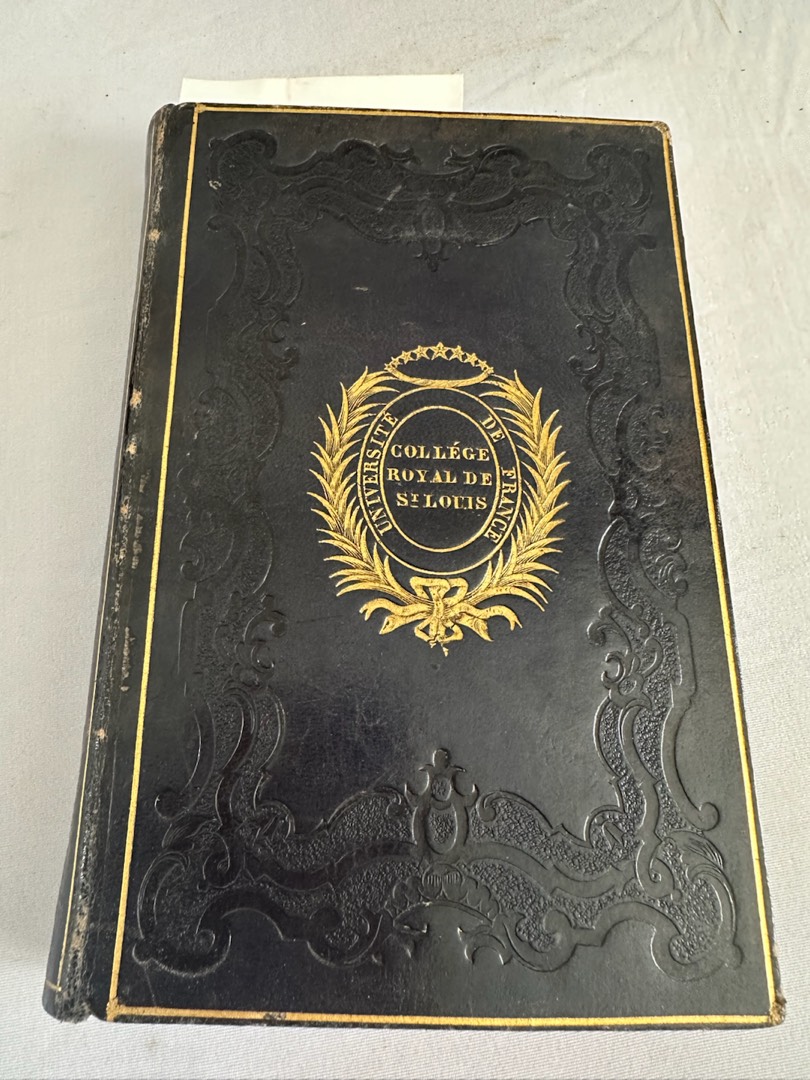 UNIVERSITÉ DE FRANCE
COLLÉGE
ROYAL DE
ST LOUIS